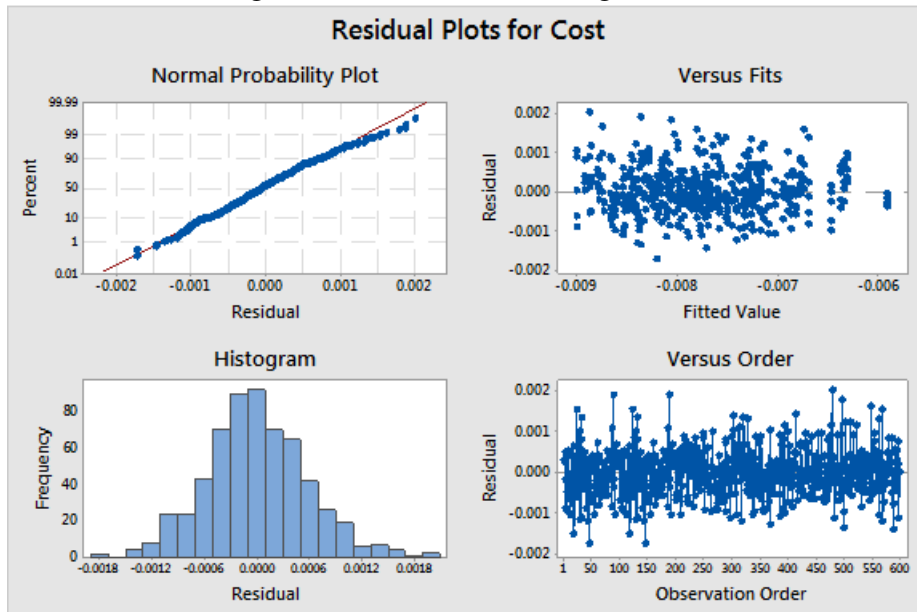 Residual Plots for Cost
Normal Probability Plot
99.99
99
90
50
10
1
0.01
Percent
-0.002 -0.001 0.000 0.001 0.002
Residual
Versus Fits
0.002
0.001
0.000
-0.001
-0.002
Residual
-0.009 -0.008 -0.007 -0.006
Fitted Value
Histogram
80
60
40
20
0
Frequency
-0.0018 -0.0012 -0.0006 0.0000 0.0006 0.0012 0.0018
Residual
Versus Order
0.002
0.001
0.000
-0.001
-0.002
Residual
1 50 100 150 200 250 300 350 400 450 500 550 600
Observation Order